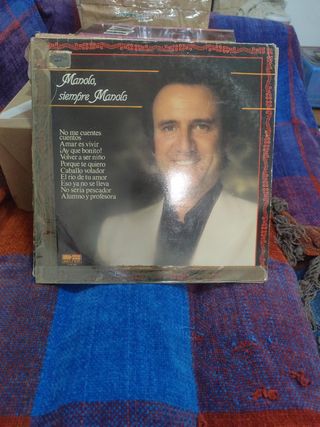 Manolo,
siempre Manolo
No me cuentes
cuentos
Amar es vivir
¡Ay que bonito!
Volver a ser niño
Porque te quiero
Caballo volador
El rio de tu amor
Eso ya no se lleva
No sería pescador
Alumno y profesora